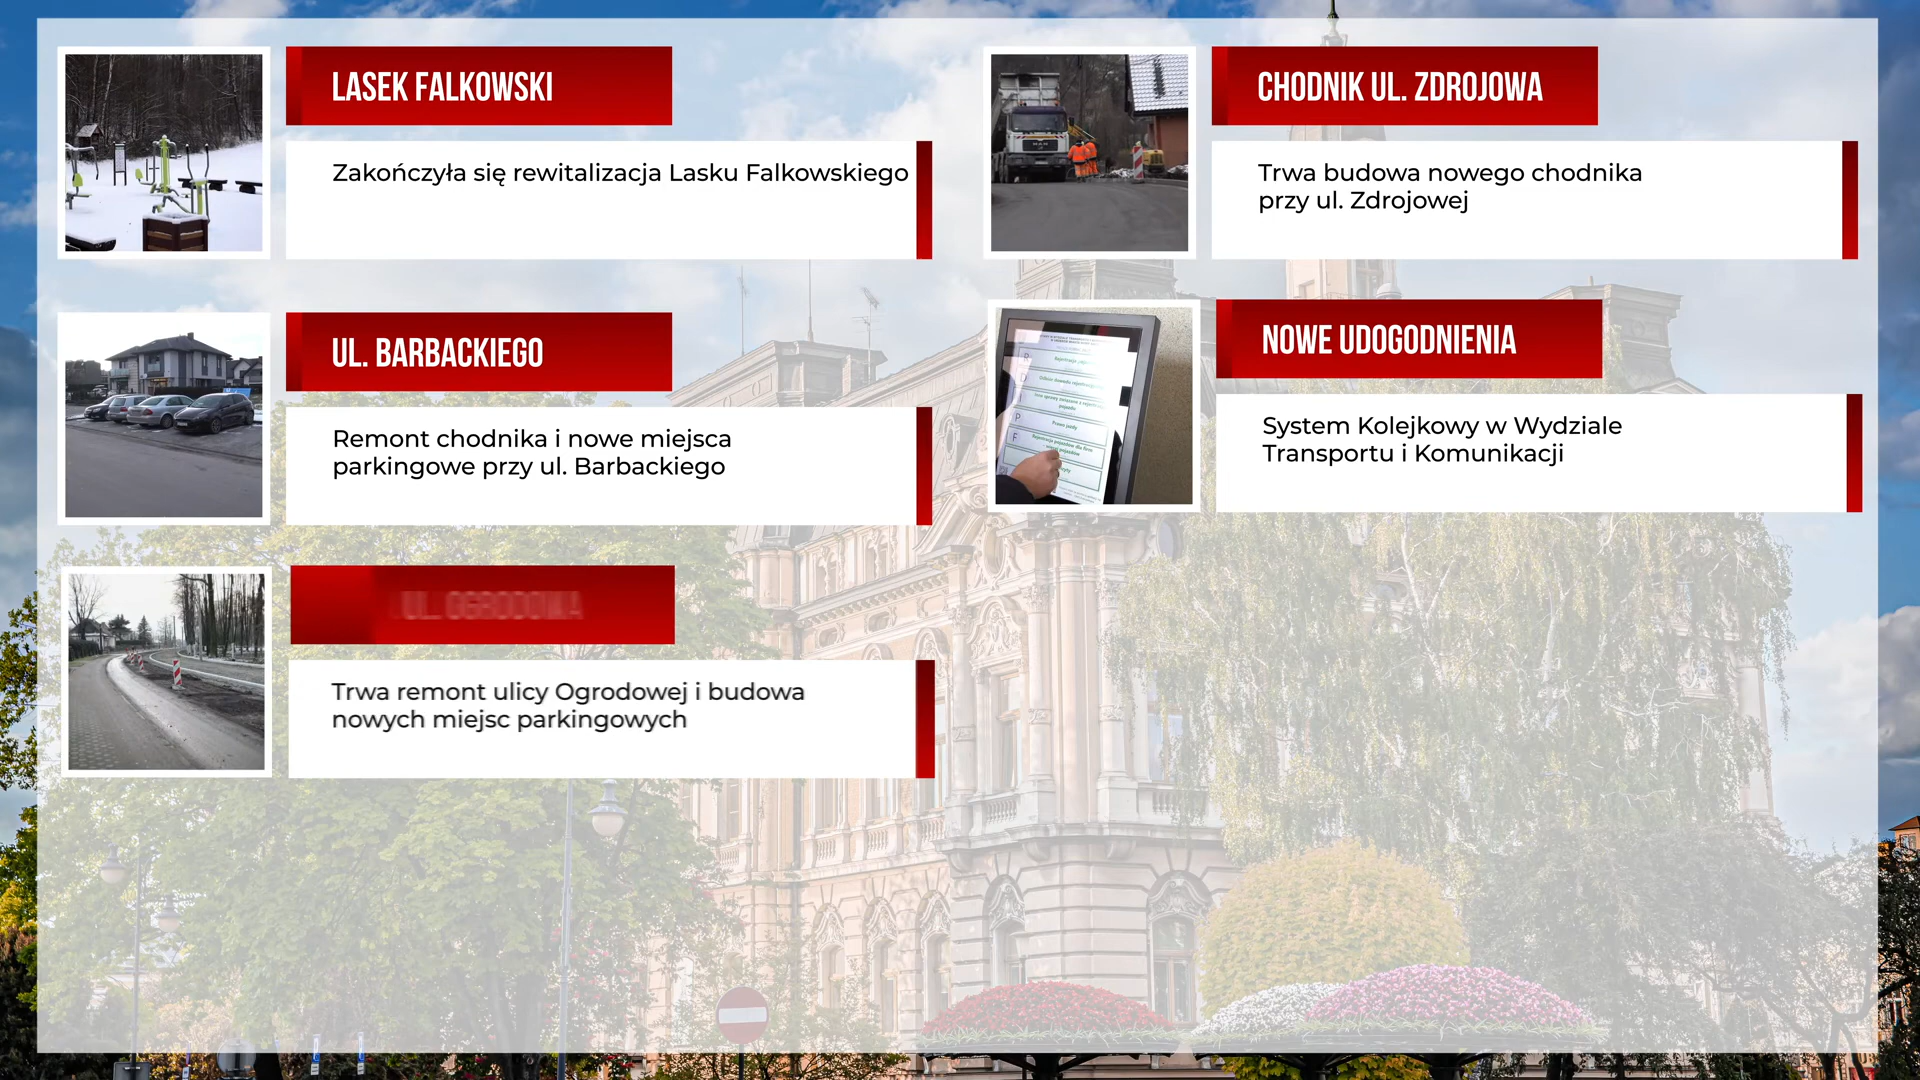 LASEK FALKOWSKI
Zakończyła się rewitalizacja Lasku Falkowskiego
UL. BARBACKIEGO
Remont chodnika i nowe miejsca
parkingowe przy ul. Barbackiego
UL. OGRODOWA
Trwa remont ulicy Ogrodowej i budowa
nowych miejsc parkingowych
CHODNIK UL. ZDROJOWA
Trwa budowa nowego chodnika
przy ul. Zdrojowej
NOWE UDOGODNIENIA
System Kolejkowy w Wydziale
Transportu i Komunikacji